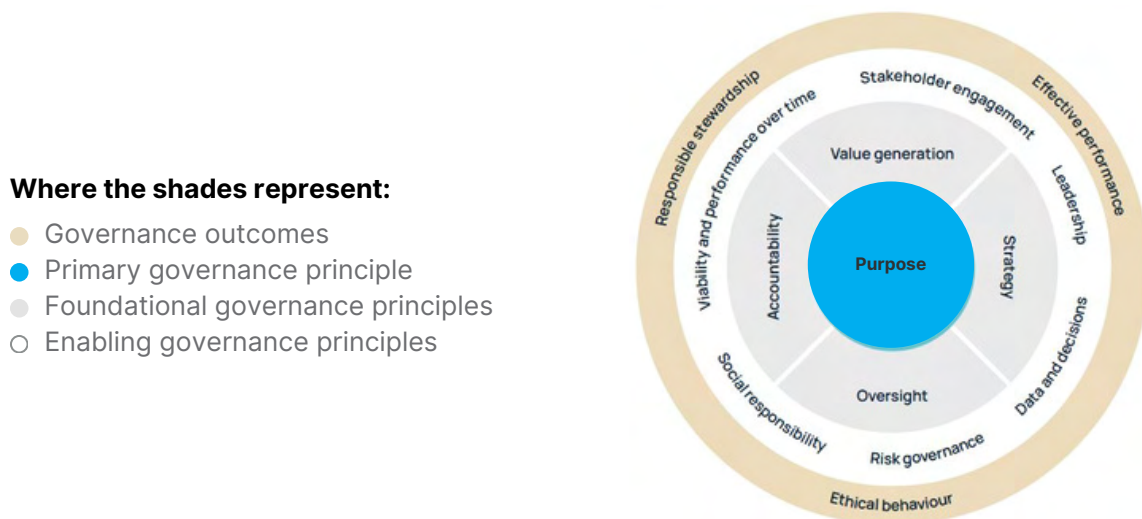 Where the shades represent:
Governance outcomes
Primary governance principle
Foundational governance principles
Enabling governance principles
Responsible stewardship
Effective performance
Ethical behaviour
Viability and performance over time
Stakeholder engagement
Leadership
Data and decisions
Risk governance
Social responsibility
Value generation
Accountability
Strategy
Oversight
Purpose